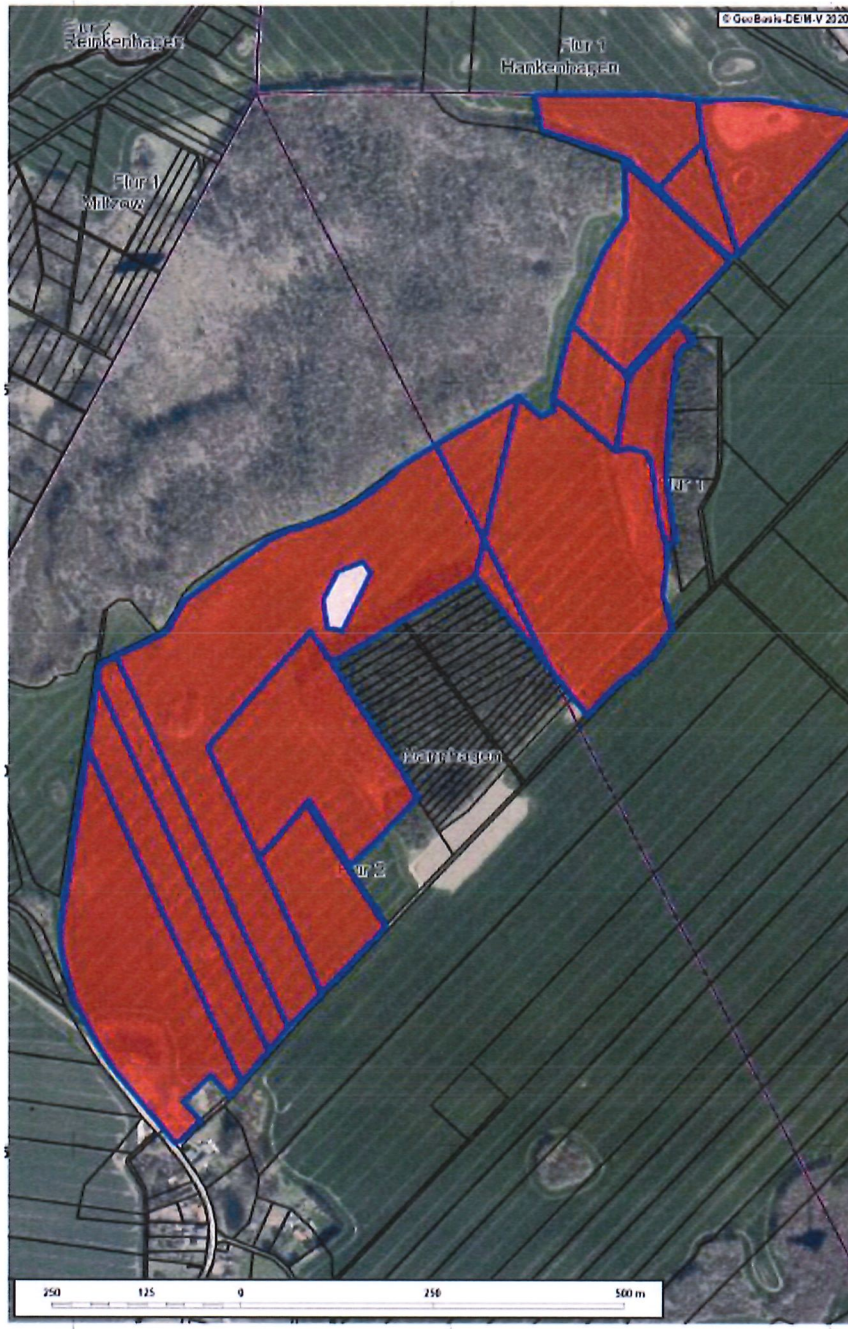 © GeoBasis-DE/M-V 2020
Flur 2
Reinkenhagen
Flur 1
Hankenhagen
Flur 1
Miltzow
Flur 1
Mannhagen
Flur 2
250 125 0 250 500 m